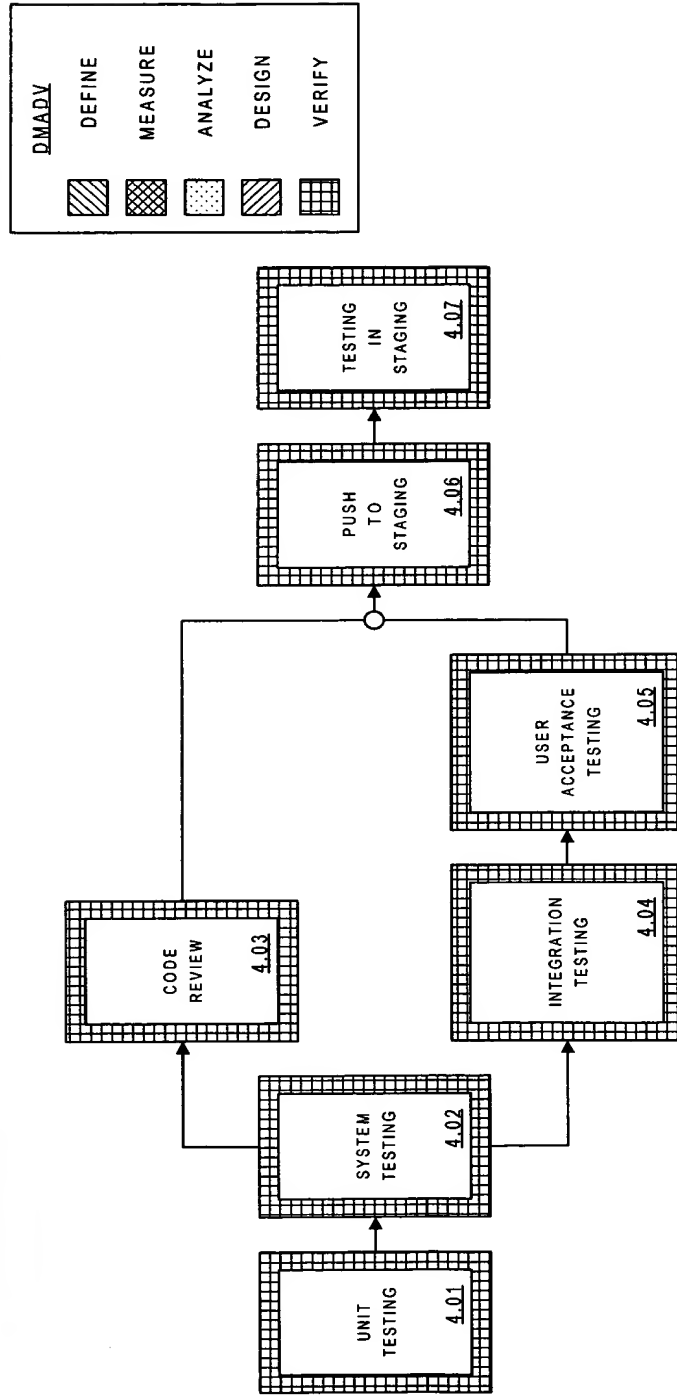 DMADV
DEFINE
MEASURE
ANALYZE
DESIGN
VERIFY
UNIT
TESTING
4.01
SYSTEM
TESTING
4.02
CODE
REVIEW
4.03
INTEGRATION
TESTING
4.04
USER
ACCEPTANCE
TESTING
4.05
PUSH
TO
STAGING
4.06
TESTING
IN
STAGING
4.07